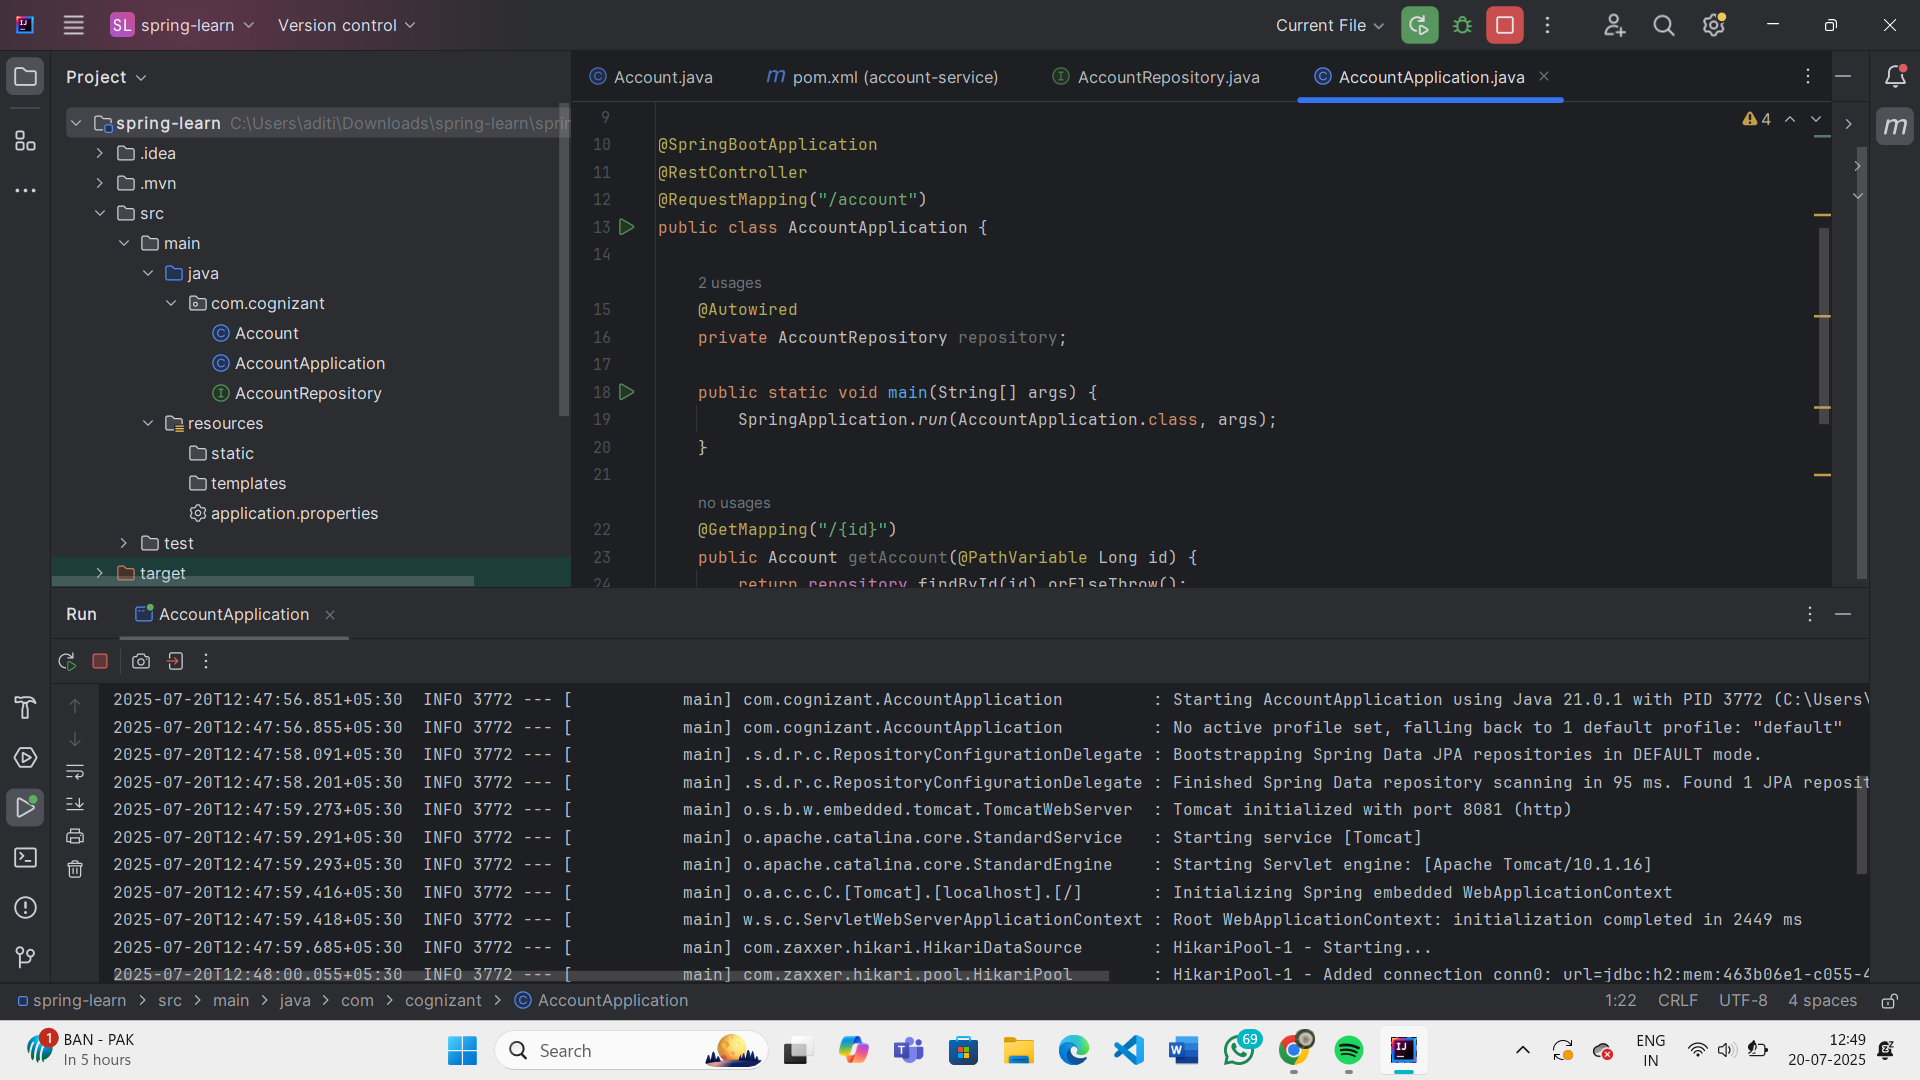 SL spring-learn
Version control
Current File
Project
spring-learn C:\Users\aditi\Downloads\spring-learn\sprin
.idea
.mvn
src
main
java
com.cognizant
Account
AccountApplication
AccountRepository
resources
static
templates
application.properties
test
target
Account.java
m pom.xml (account-service)
AccountRepository.java
AccountApplication.java
4
m
9
10 @SpringBootApplication
11 @RestController
12 @RequestMapping("/account")
13 public class AccountApplication {
14
2 usages
15 @Autowired
16 private AccountRepository repository;
17
18 public static void main(String[] args) {
19 SpringApplication.run(AccountApplication.class, args);
20 }
21
no usages
22 @GetMapping("/{id}")
23 public Account getAccount(@PathVariable Long id) {
24 return repository.findById(id).orElseThrow();
Run
AccountApplication
2025-07-20T12:47:56.851+05:30 INFO 3772 --- [ main] com.cognizant.AccountApplication : Starting AccountApplication using Java 21.0.1 with PID 3772 (C:\Users\
2025-07-20T12:47:56.855+05:30 INFO 3772 --- [ main] com.cognizant.AccountApplication : No active profile set, falling back to 1 default profile: "default"
2025-07-20T12:47:58.091+05:30 INFO 3772 --- [ main] .s.d.r.c.RepositoryConfigurationDelegate : Bootstrapping Spring Data JPA repositories in DEFAULT mode.
2025-07-20T12:47:58.201+05:30 INFO 3772 --- [ main] .s.d.r.c.RepositoryConfigurationDelegate : Finished Spring Data repository scanning in 95 ms. Found 1 JPA reposit
2025-07-20T12:47:59.273+05:30 INFO 3772 --- [ main] o.s.b.w.embedded.tomcat.TomcatWebServer : Tomcat initialized with port 8081 (http)
2025-07-20T12:47:59.291+05:30 INFO 3772 --- [ main] o.apache.catalina.core.StandardService : Starting service [Tomcat]
2025-07-20T12:47:59.293+05:30 INFO 3772 --- [ main] o.apache.catalina.core.StandardEngine : Starting Servlet engine: [Apache Tomcat/10.1.16]
2025-07-20T12:47:59.416+05:30 INFO 3772 --- [ main] o.a.c.c.C.[Tomcat].[localhost].[/] : Initializing Spring embedded WebApplicationContext
2025-07-20T12:47:59.418+05:30 INFO 3772 --- [ main] w.s.c.ServletWebServerApplicationContext : Root WebApplicationContext: initialization completed in 2449 ms
2025-07-20T12:47:59.685+05:30 INFO 3772 --- [ main] com.zaxxer.hikari.HikariDataSource : HikariPool-1 - Starting...
2025-07-20T12:48:00.055+05:30 INFO 3772 --- [ main] com.zaxxer.hikari.pool.HikariPool : HikariPool-1 - Added connection conn0: url=jdbc:h2:mem:463b06e1-c055-4
spring-learn > src > main > java > com > cognizant > AccountApplication
1:22 CRLF UTF-8 4 spaces
1
BAN - PAK
In 5 hours
Search
69
ENG
IN
12:49
20-07-2025